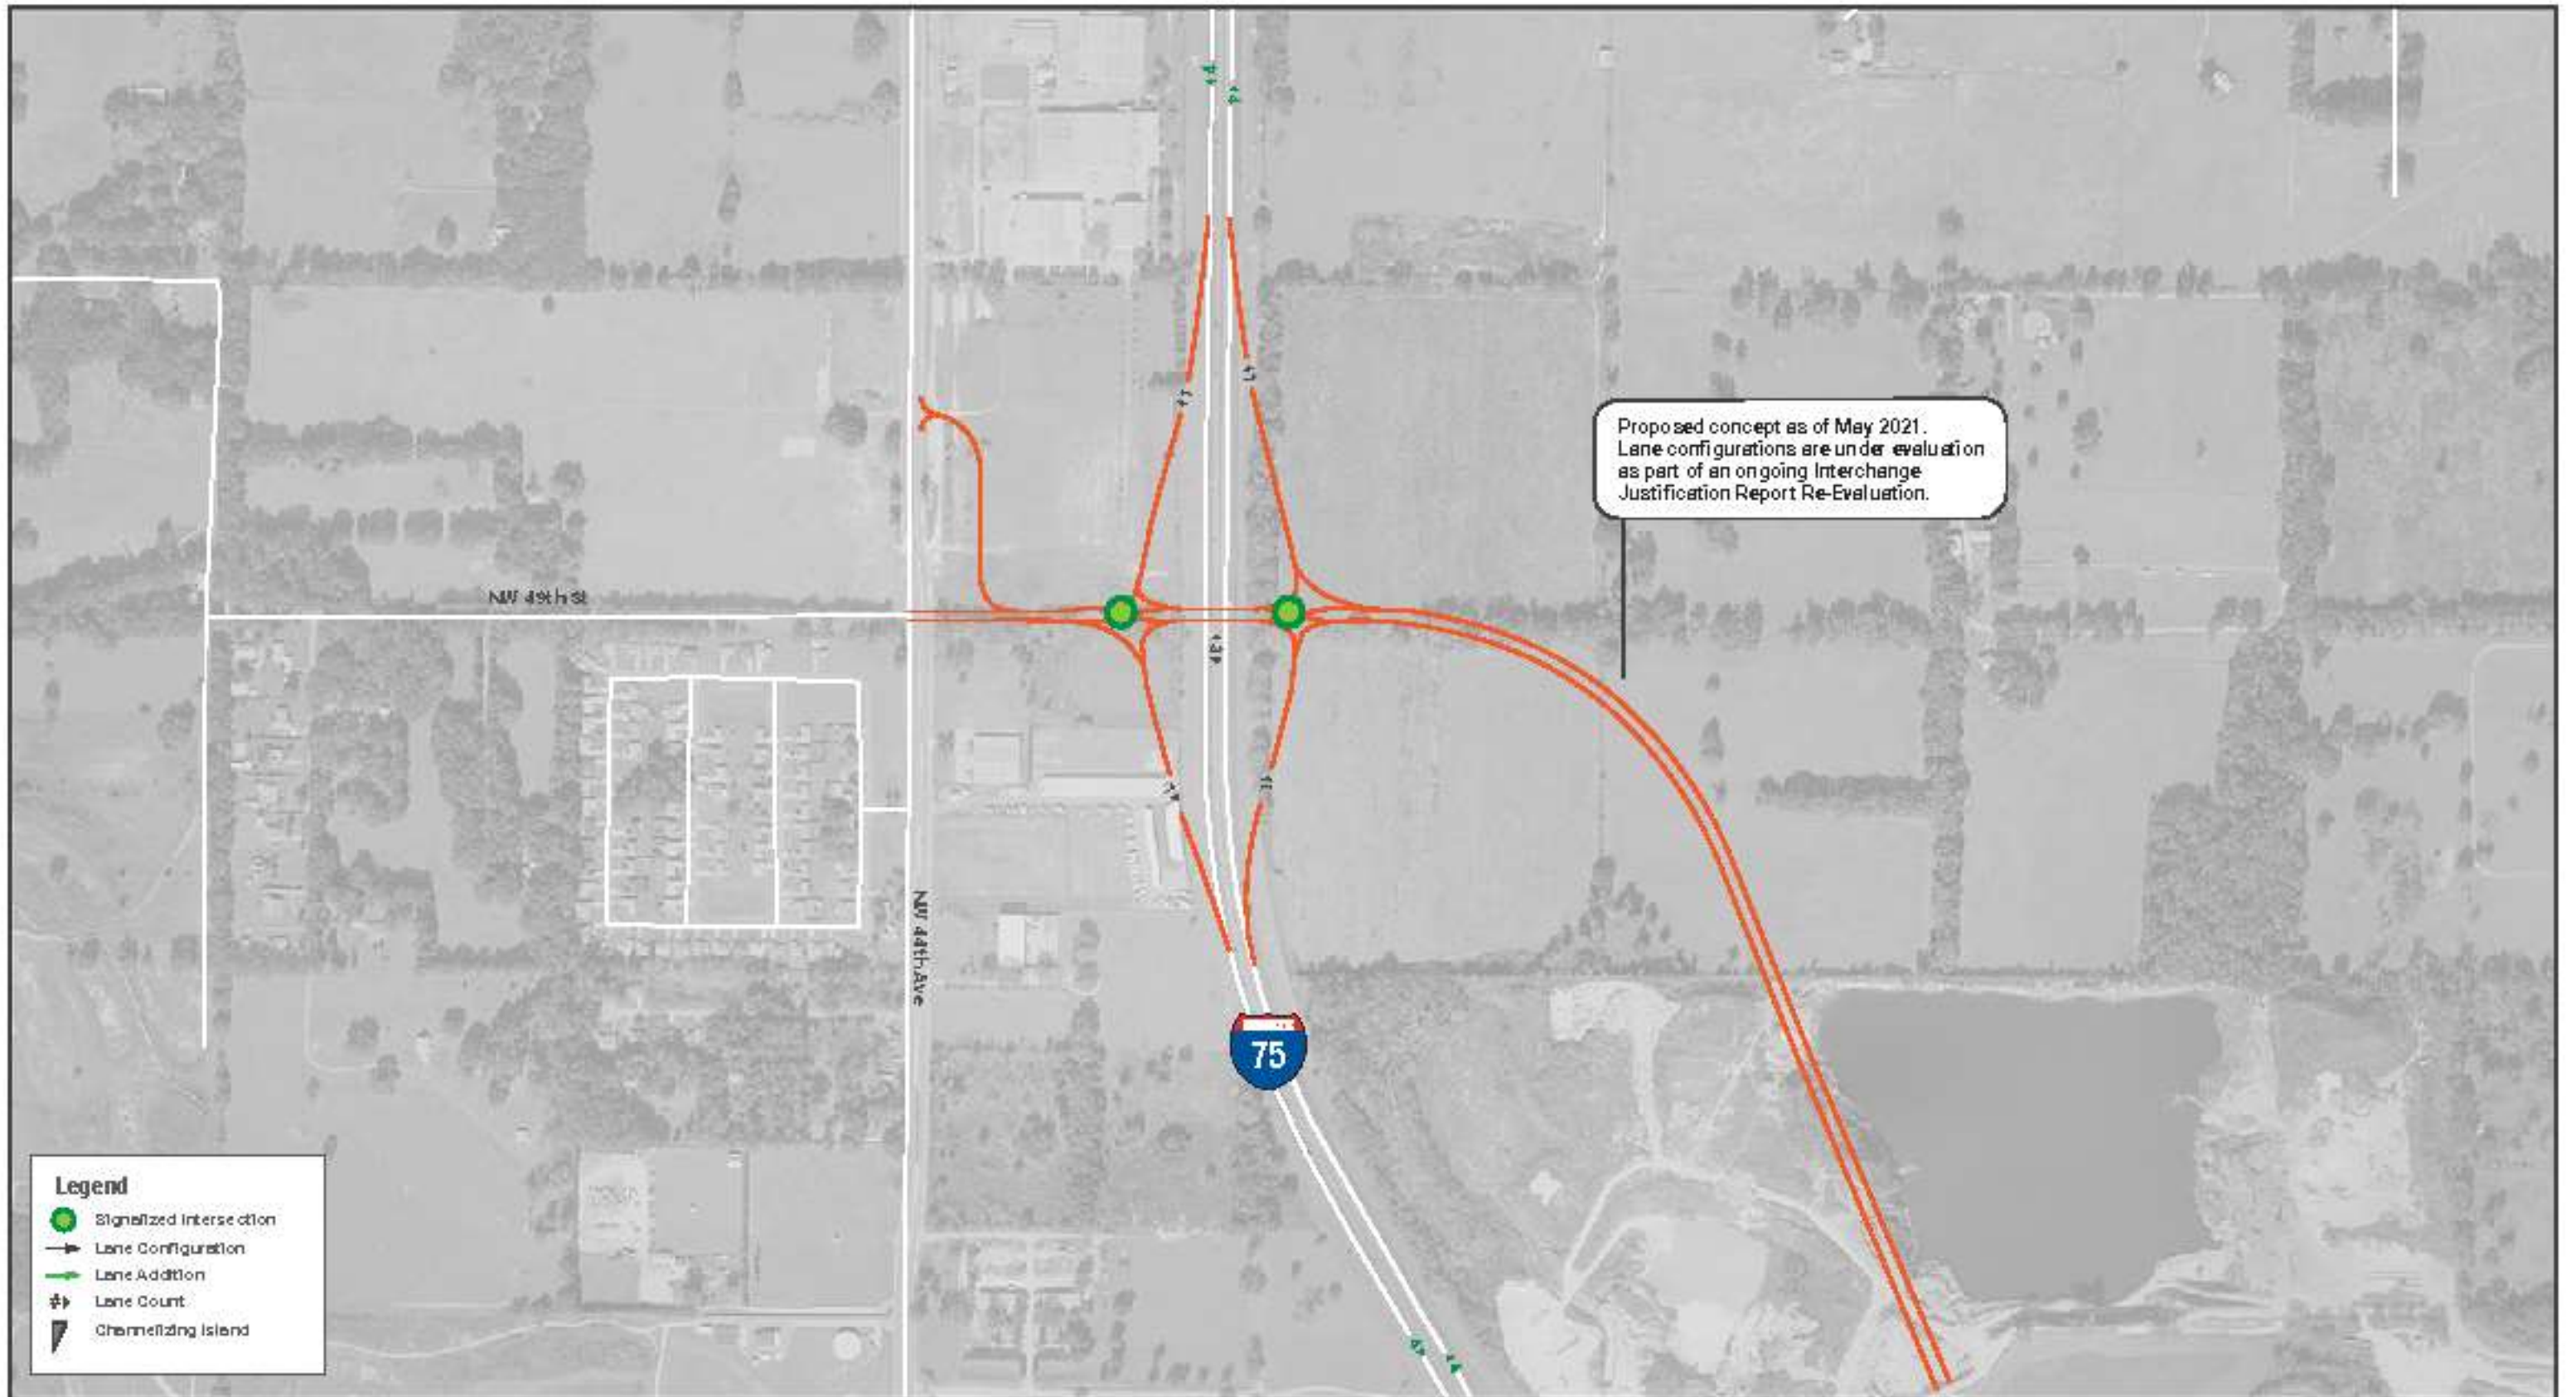 Proposed concept as of May 2021.
Lane configurations are under evaluation
as part of an ongoing Interchange
Justification Report Re-Evaluation.
NW 49th St
NW 44th Ave
75
Legend
Signalized Intersection
Lane Configuration
Lane Addition
# Lane Count
Channelizing Island